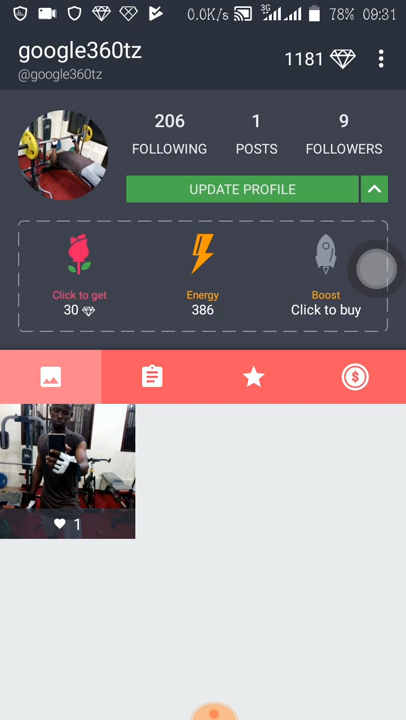 0.0K/s 3G 78% 09:31
google360tz
@google360tz
1181
206 1 9
FOLLOWING POSTS FOLLOWERS
UPDATE PROFILE
Click to get Energy Boost
30 386 Click to buy
1